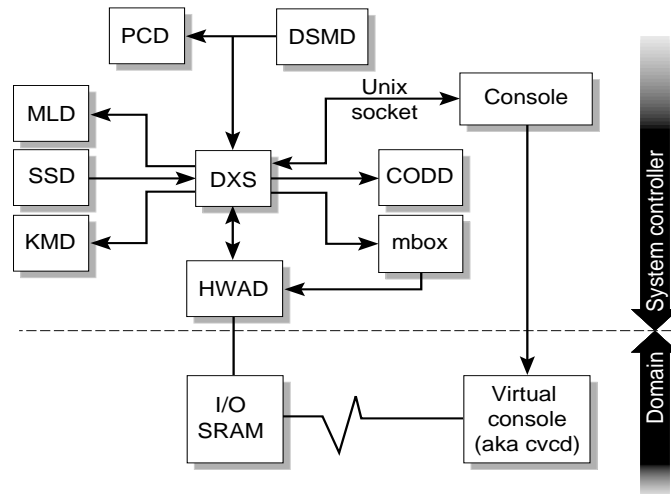 PCD
DSMD
Unix
socket
Console
MLD
SSD
DXS
CODD
KMD
mbox
HWAD
System controller
Domain
I/O
SRAM
Virtual
console
(aka cvcd)